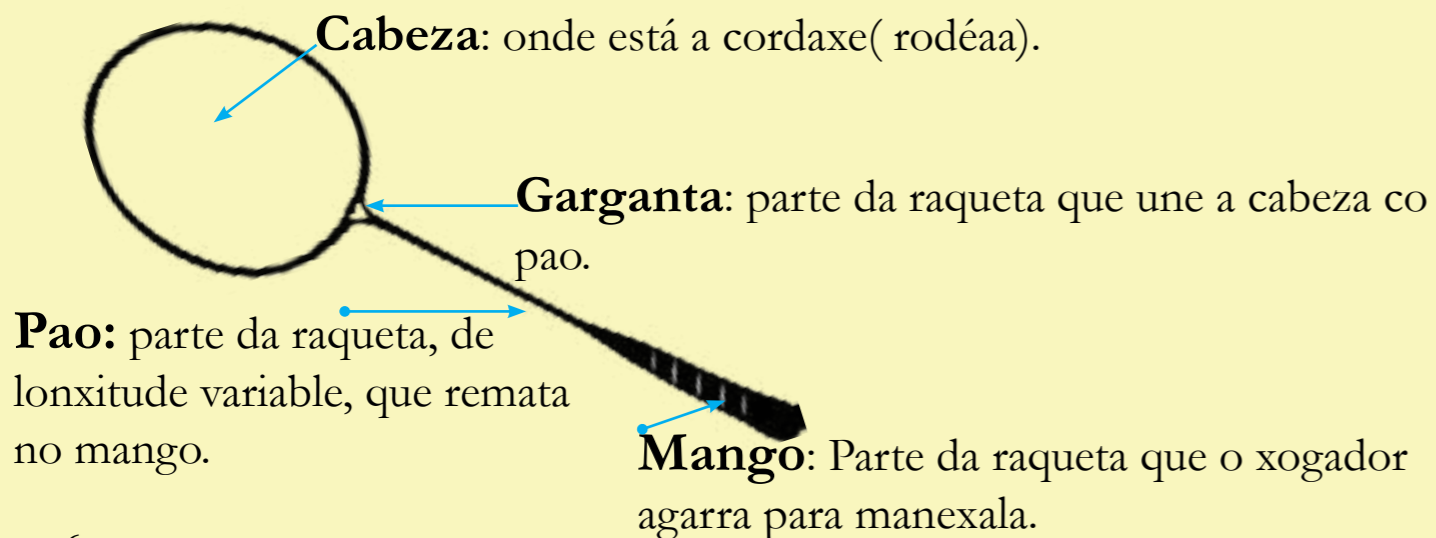 Cabeza: onde está a cordaxe( rodéaa).
Garganta: parte da raqueta que une a cabeza co
pao.
Pao: parte da raqueta, de
lonxitude variable, que remata
no mango.
Mango: Parte da raqueta que o xogador
agarra para manexala.